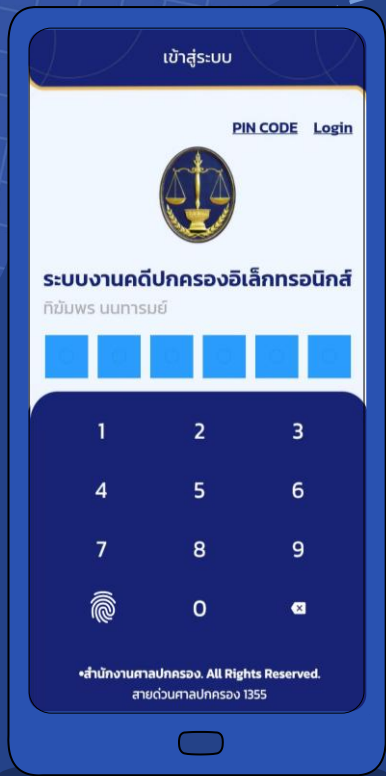 เข้าสู่ระบบ
PIN CODE Login
ระบบงานคดีปกครองอิเล็กทรอนิกส์
ทิฆัมพร นนทารมย์
1 2 3
4 5 6
7 8 9
0
•สำนักงานศาลปกครอง. All Rights Reserved.
สายด่วนศาลปกครอง 1355